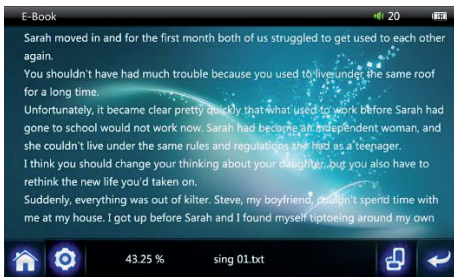 E-Book 20
Sarah moved in and for the first month both of us struggled to get used to each other
again.
You shouldn't have had much trouble because you used to live under the same roof
for a long time.
Unfortunately, it became clear pretty quickly that what used to work before Sarah had
gone to school would not work now. Sarah had become an independent woman, and
she couldn't live under the same rules and regulations she had as a teenager.
I think you should change your thinking about your daughter, but you also have to
rethink the new life you'd taken on.
Suddenly, everything was out of kilter. Steve, my boyfriend, couldn't spend time with
me at my house. I got up before Sarah and I found myself tiptoeing around my own
43.25 % sing 01.txt